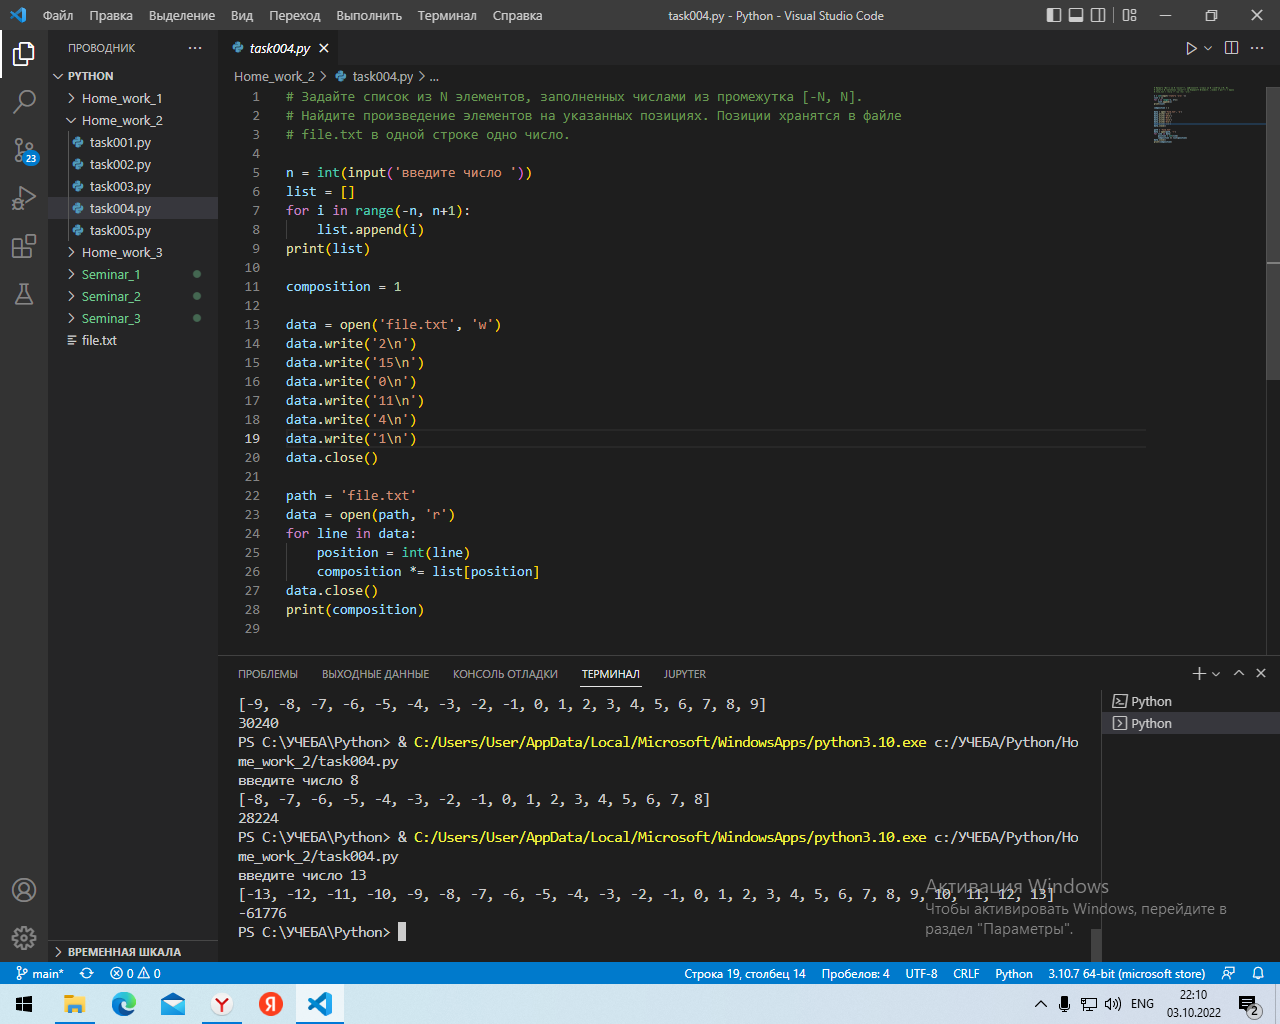 Файл Правка Выделение Вид Переход Выполнить Терминал Справка task004.py - Python - Visual Studio Code
ПРОВОДНИК
PYTHON
Home_work_1
Home_work_2
task001.py
task002.py
task003.py
task004.py
task005.py
Home_work_3
Seminar_1
Seminar_2
Seminar_3
file.txt
ВРЕМЕННАЯ ШКАЛА
23
task004.py
Home_work_2 > task004.py > ...
1 # Задайте список из N элементов, заполненных числами из промежутка [-N, N].
2 # Найдите произведение элементов на указанных позициях. Позиции хранятся в файле
3 # file.txt в одной строке одно число.
4
5 n = int(input('введите число '))
6 list = []
7 for i in range(-n, n+1):
8     list.append(i)
9 print(list)
10
11 composition = 1
12
13 data = open('file.txt', 'w')
14 data.write('2\n')
15 data.write('15\n')
16 data.write('0\n')
17 data.write('11\n')
18 data.write('4\n')
19 data.write('1\n')
20 data.close()
21
22 path = 'file.txt'
23 data = open(path, 'r')
24 for line in data:
25     position = int(line)
26     composition *= list[position]
27 data.close()
28 print(composition)
29
ПРОБЛЕМЫ ВЫХОДНЫЕ ДАННЫЕ КОНСОЛЬ ОТЛАДКИ ТЕРМИНАЛ JUPYTER
[-9, -8, -7, -6, -5, -4, -3, -2, -1, 0, 1, 2, 3, 4, 5, 6, 7, 8, 9]
30240
PS C:\УЧЕБА\Python> & C:/Users/User/AppData/Local/Microsoft/WindowsApps/python3.10.exe c:/УЧЕБА/Python/Ho
me_work_2/task004.py
введите число 8
[-8, -7, -6, -5, -4, -3, -2, -1, 0, 1, 2, 3, 4, 5, 6, 7, 8]
28224
PS C:\УЧЕБА\Python> & C:/Users/User/AppData/Local/Microsoft/WindowsApps/python3.10.exe c:/УЧЕБА/Python/Ho
me_work_2/task004.py
введите число 13
[-13, -12, -11, -10, -9, -8, -7, -6, -5, -4, -3, -2, -1, 0, 1, 2, 3, 4, 5, 6, 7, 8, 9, 10, 11, 12, 13]
-61776
PS C:\УЧЕБА\Python>
Python
Python
Активация Windows
Чтобы активировать Windows, перейдите в
раздел "Параметры".
main* 0 0 Строка 19, столбец 14 Пробелов: 4 UTF-8 CRLF Python 3.10.7 64-bit (microsoft store)
Y Я ENG 22:10 2
03.10.2022